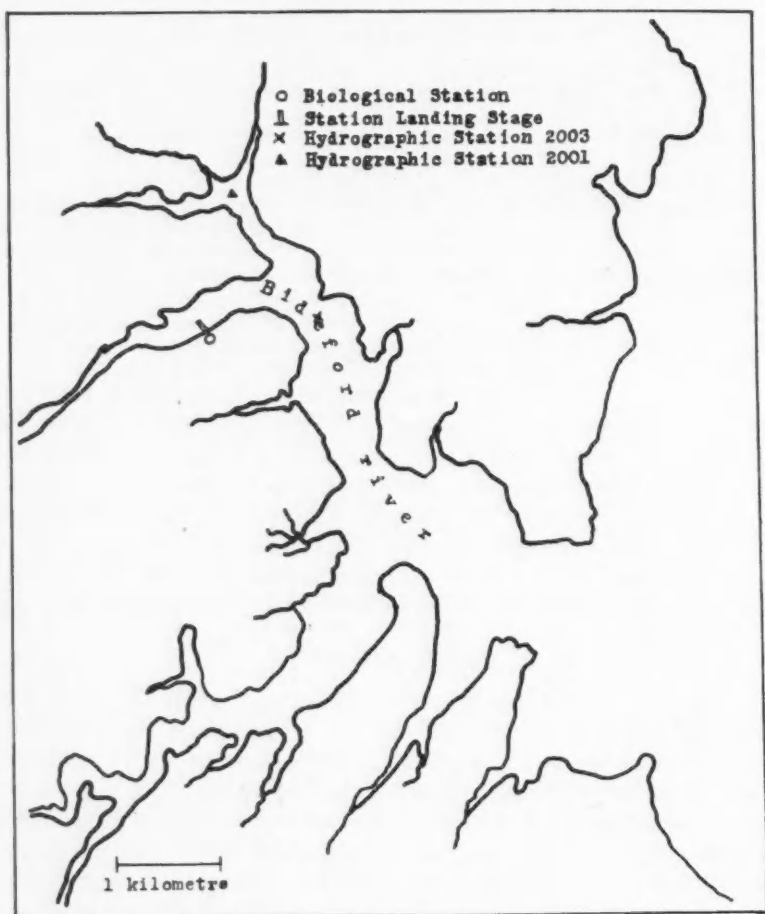 o Biological Station
Station Landing Stage
x Hydrographic Station 2003
▲ Hydrographic Station 2001
Bideford river
1 kilometre